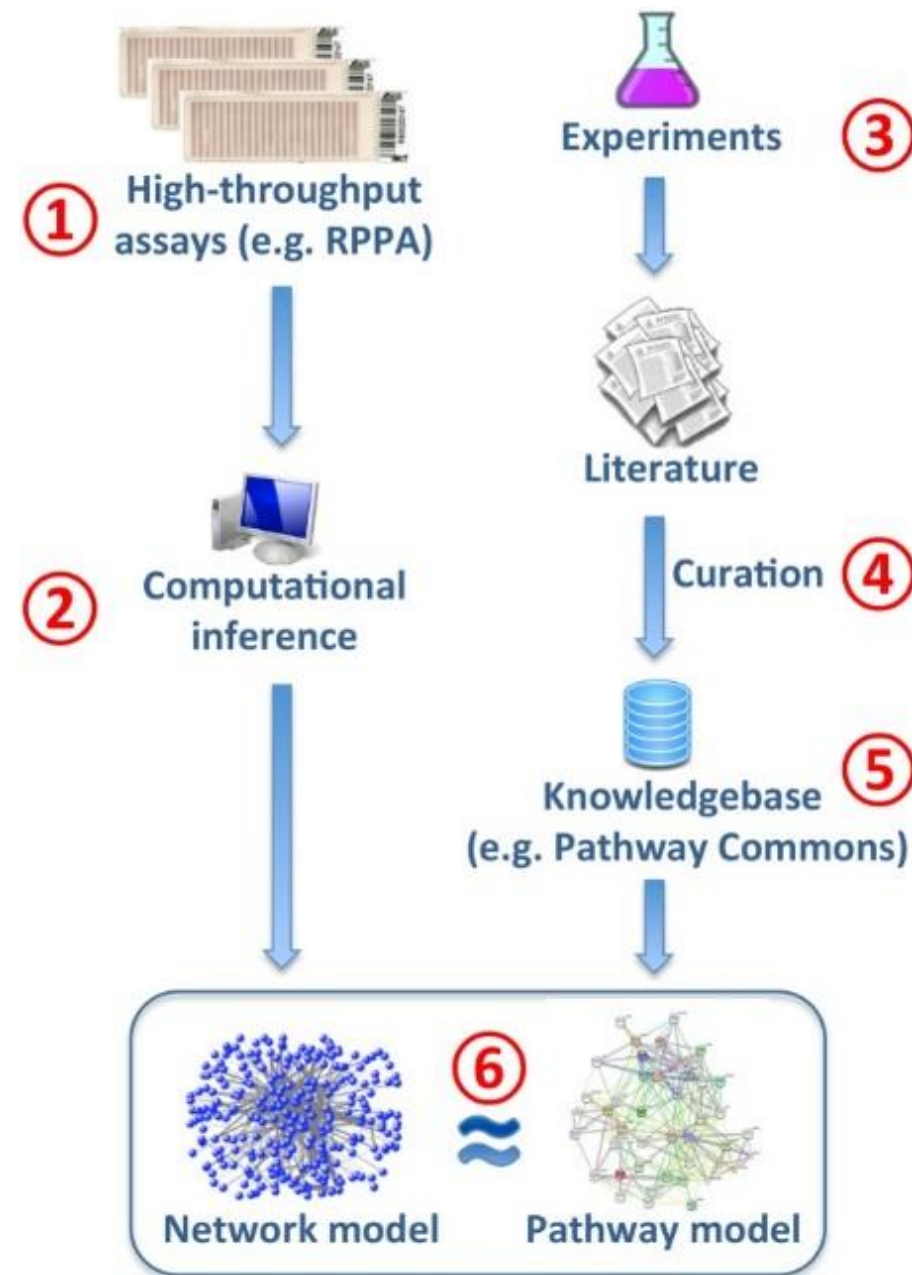 High-throughput
assays (e.g. RPPA)
1
Computational
inference
2
Experiments
3
Literature
Curation
4
Knowledgebase
5
(e.g. Pathway Commons)
6
Network model
Pathway model